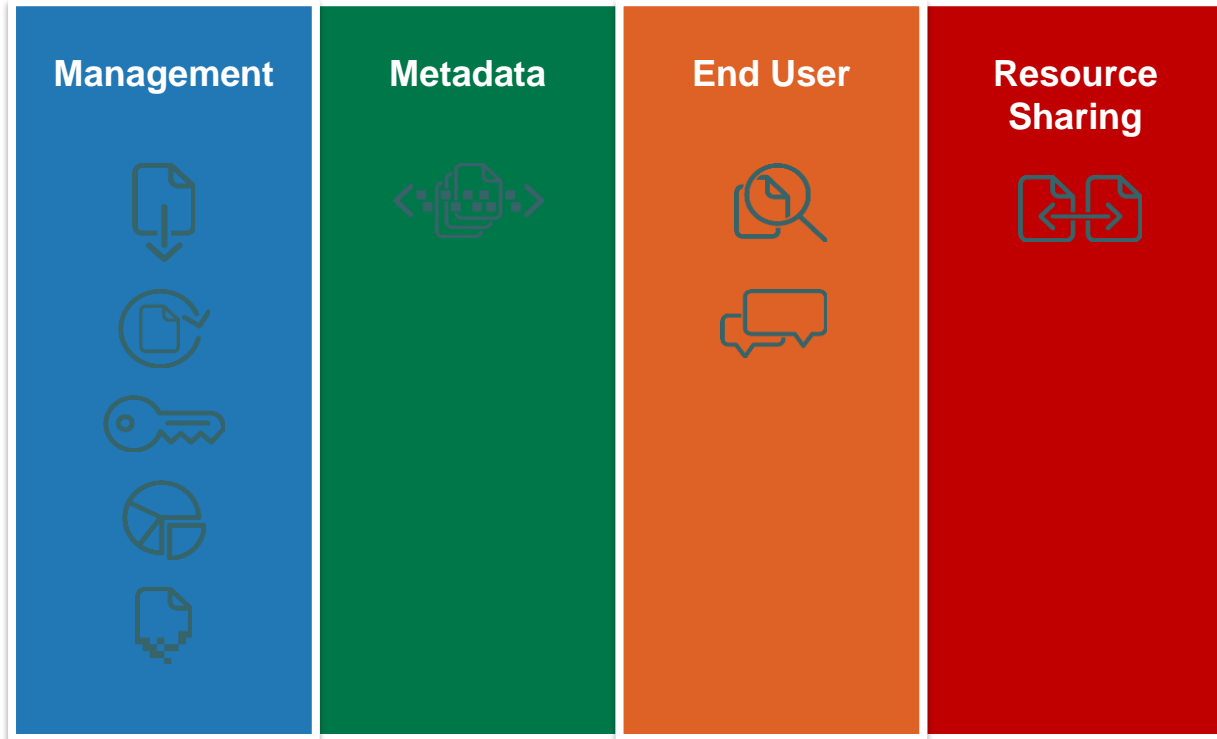 Management
Metadata
End User
Resource
Sharing